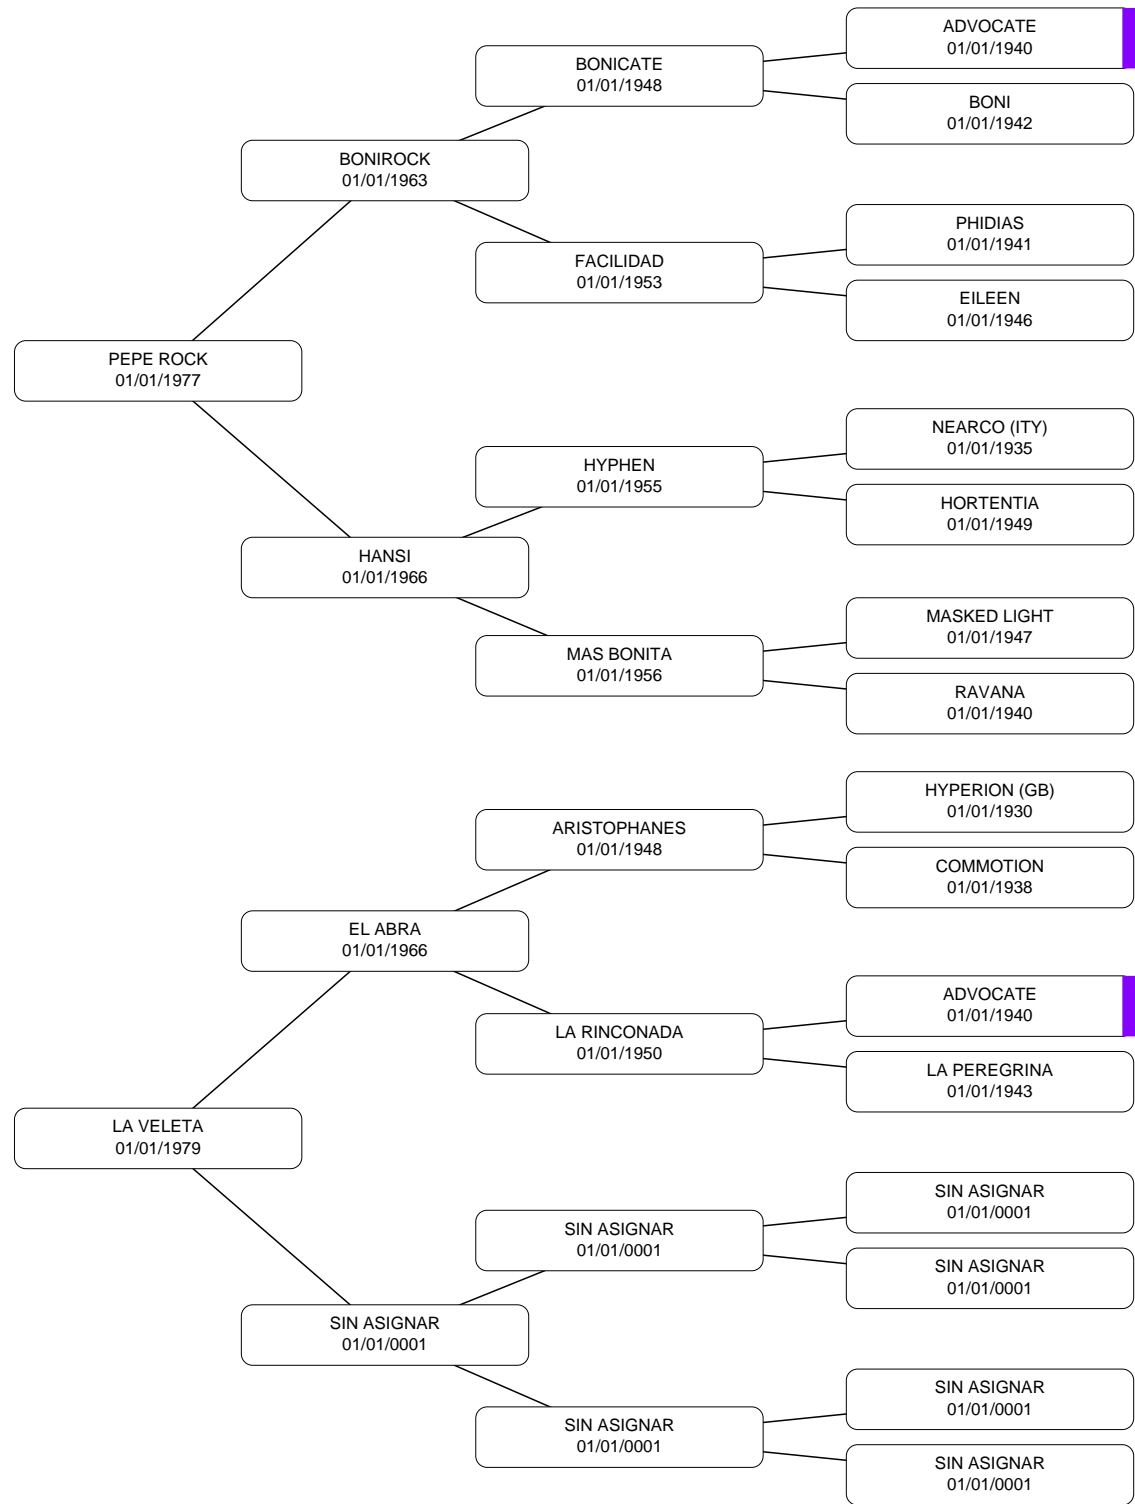 ADVOCATE
01/01/1940
BONICATE
01/01/1948
BONI
01/01/1942
BONIROCK
01/01/1963
PHIDIAS
01/01/1941
FACILIDAD
01/01/1953
EILEEN
01/01/1946
PEPE ROCK
01/01/1977
NEARCO (ITY)
01/01/1935
HYPHEN
01/01/1955
HORTENTIA
01/01/1949
HANSI
01/01/1966
MASKED LIGHT
01/01/1947
MAS BONITA
01/01/1956
RAVANA
01/01/1940
HYPERION (GB)
01/01/1930
ARISTOPHANES
01/01/1948
COMMOTION
01/01/1938
EL ABRA
01/01/1966
ADVOCATE
01/01/1940
LA RINCONADA
01/01/1950
LA PEREGRINA
01/01/1943
LA VELETA
01/01/1979
SIN ASIGNAR
01/01/0001
SIN ASIGNAR
01/01/0001
SIN ASIGNAR
01/01/0001
SIN ASIGNAR
01/01/0001
SIN ASIGNAR
01/01/0001
SIN ASIGNAR
01/01/0001
SIN ASIGNAR
01/01/0001